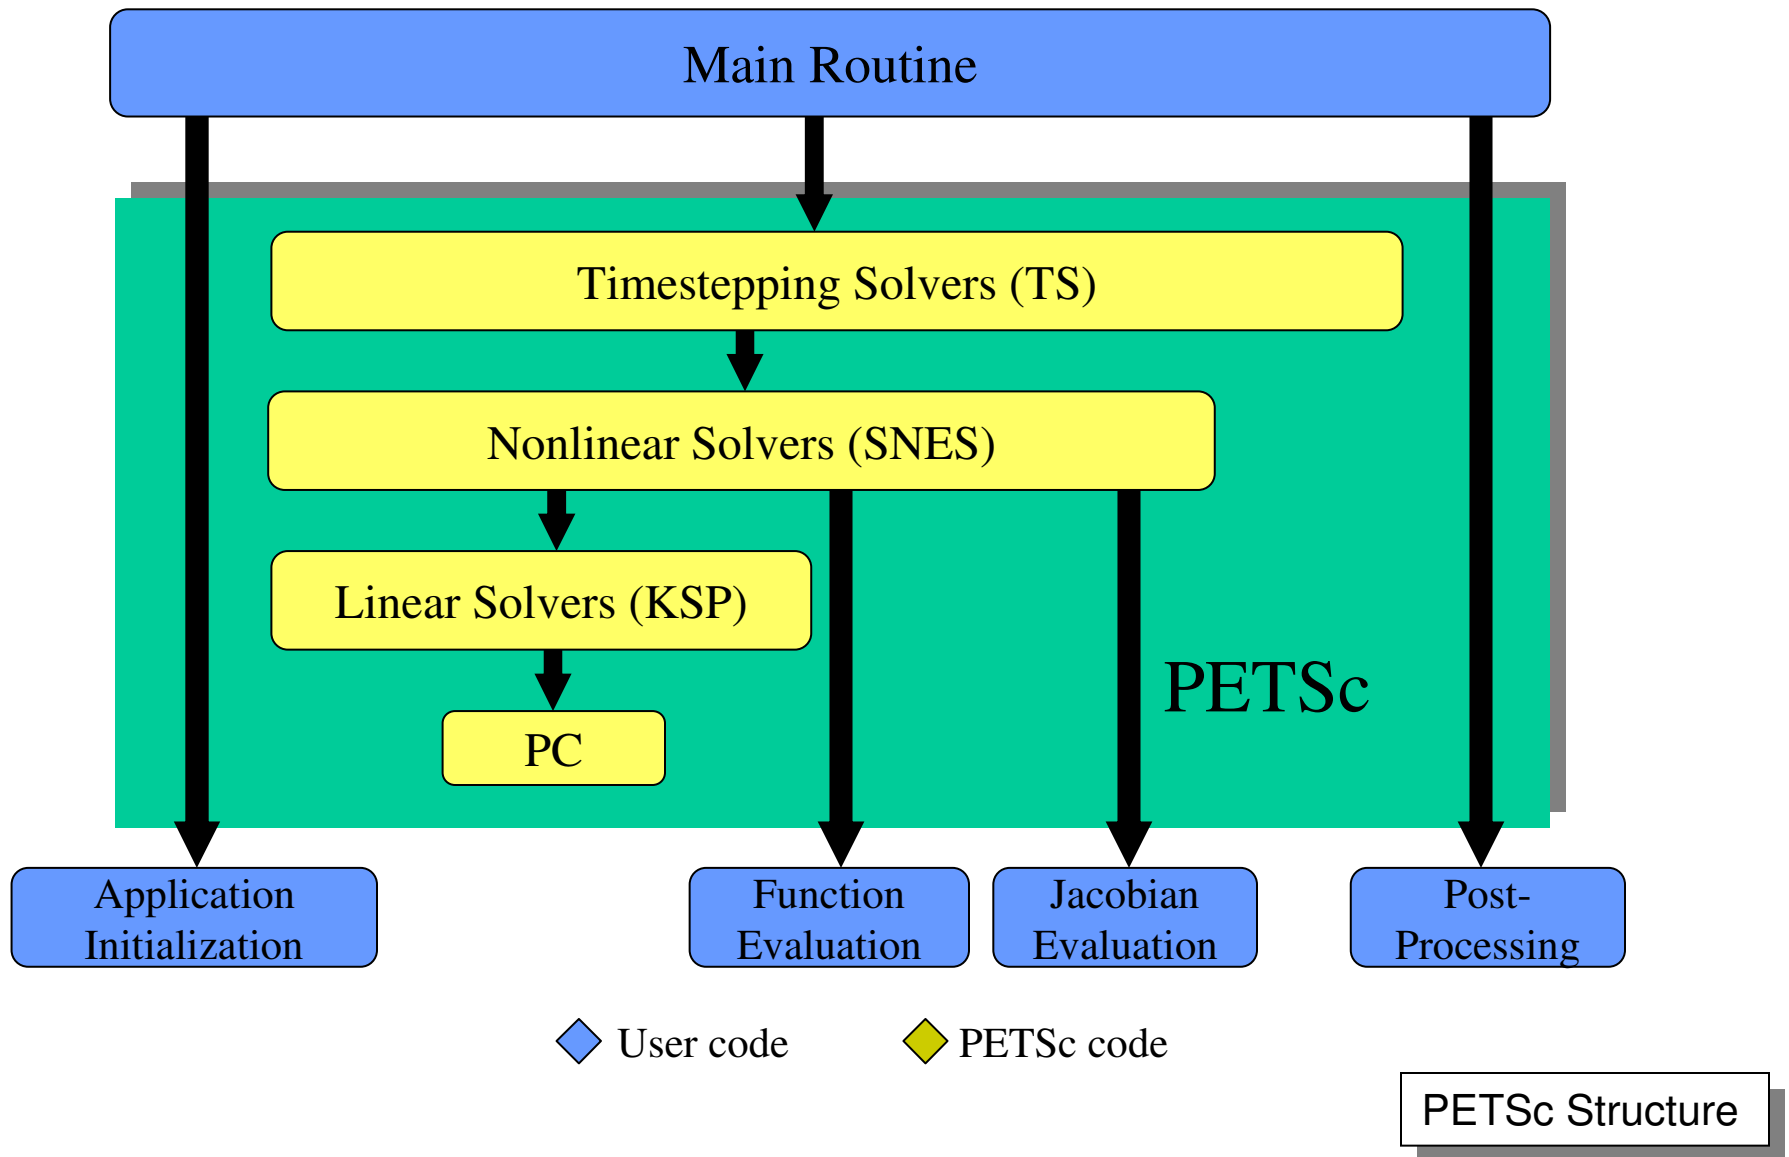 Main Routine
Timestepping Solvers (TS)
Nonlinear Solvers (SNES)
Linear Solvers (KSP)
PETSc
PC
Application
Initialization
Function
Evaluation
Jacobian
Evaluation
Post-
Processing
User code
PETSc code
PETSc Structure